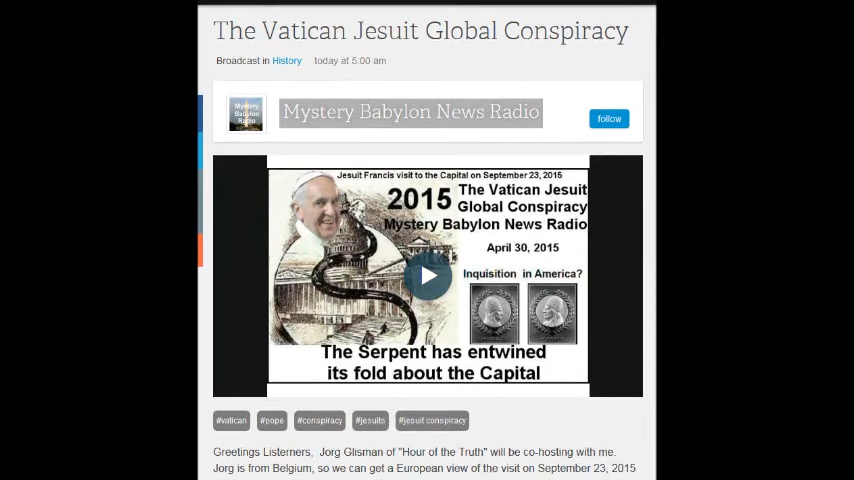 The Vatican Jesuit Global Conspiracy
Broadcast in History today at 5:00 am
Mystery
Babylon
Radio
Mystery Babylon News Radio
follow
Jesuit Francis visit to the Capital on September 23, 2015
2015 The Vatican Jesuit
Global Conspiracy
Mystery Babylon News Radio
April 30, 2015
Inquisition in America?
The Serpent has entwined
its fold about the Capital
#vatican #pope #conspiracy #jesuits #jesuit conspiracy
Greetings Listerners, Jorg Glisman of "Hour of the Truth" will be co-hosting with me.
Jorg is from Belgium, so we can get a European view of the visit on September 23, 2015